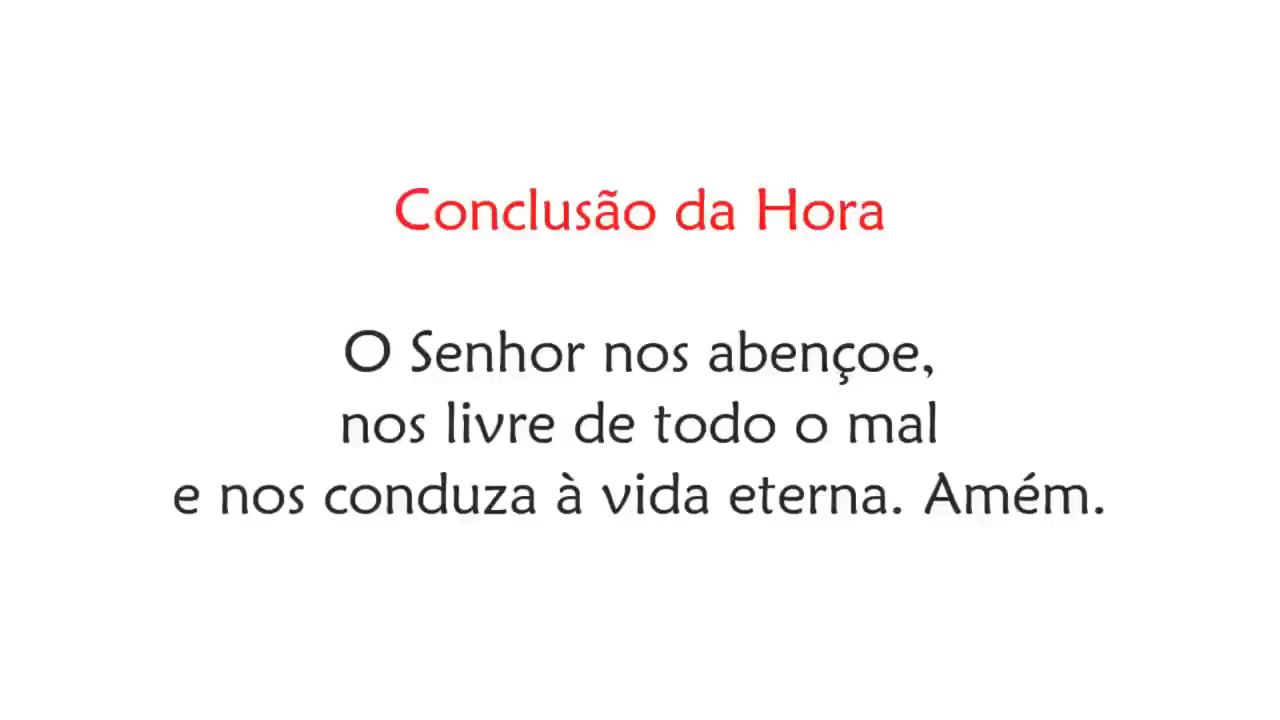 Conclusão da Hora
O Senhor nos abençoe,
nos livre de todo o mal
e nos conduza à vida eterna. Amém.